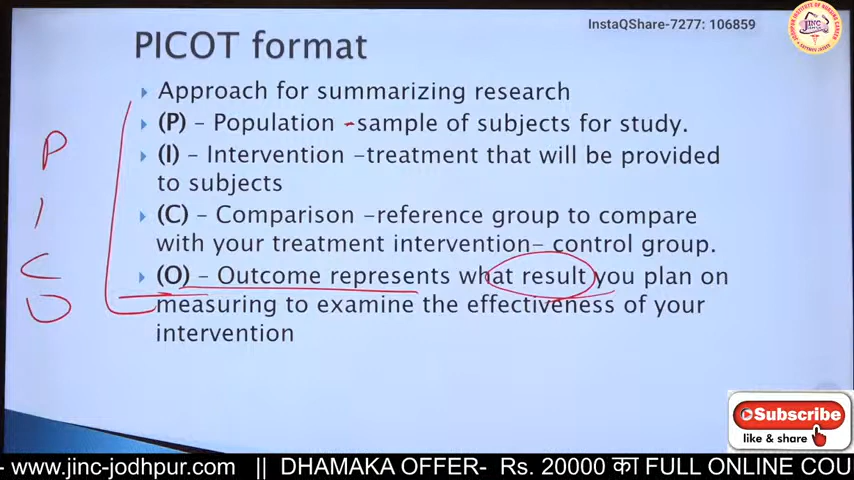 InstaQShare-7277: 106859
PICOT format
Approach for summarizing research
(P) – Population -sample of subjects for study.
(I) – Intervention –treatment that will be provided
to subjects
(C) – Comparison –reference group to compare
with your treatment intervention– control group.
(O) – Outcome represents what result you plan on
measuring to examine the effectiveness of your
intervention
P
I
C
O
JINC
Subscribe
like & share
- www.jinc-jodhpur.com || DHAMAKA OFFER- Rs. 20000 का FULL ONLINE COU